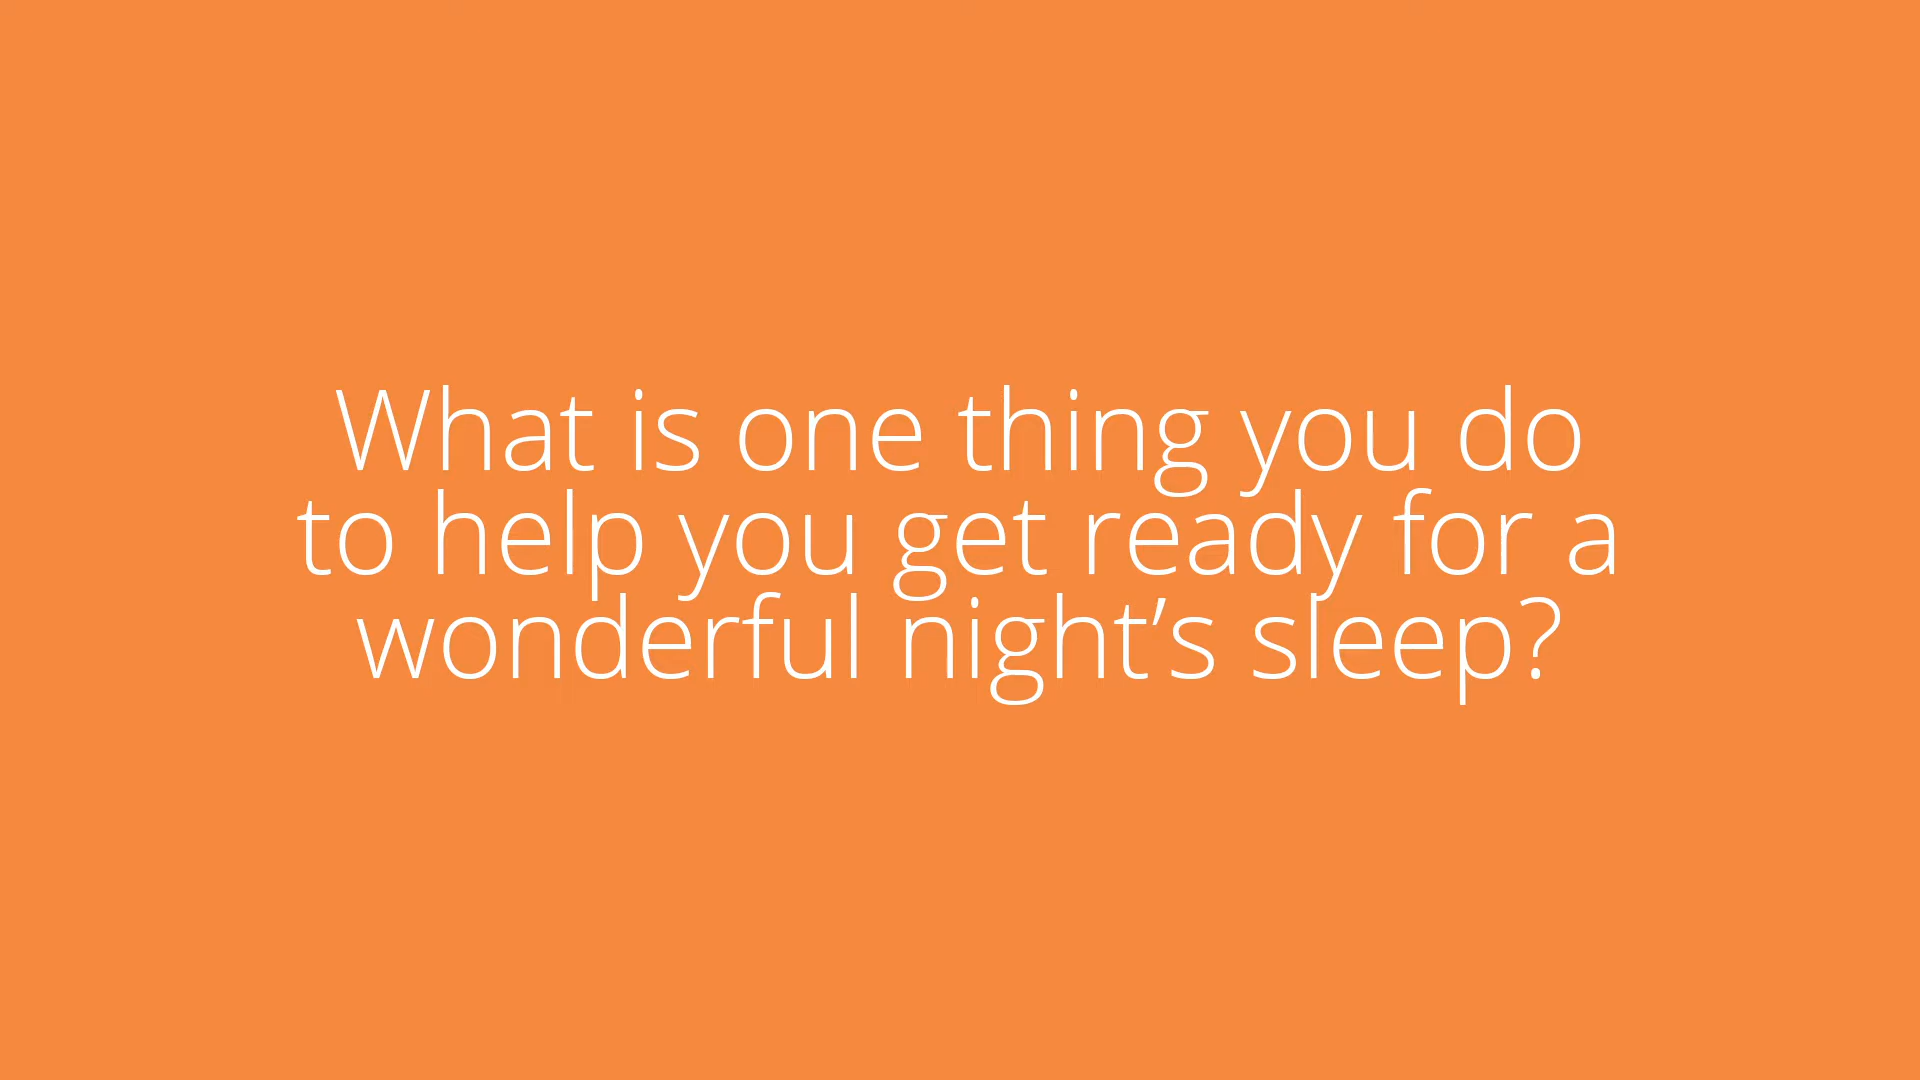 What is one thing you do
to help you get ready for a
wonderful night’s sleep?